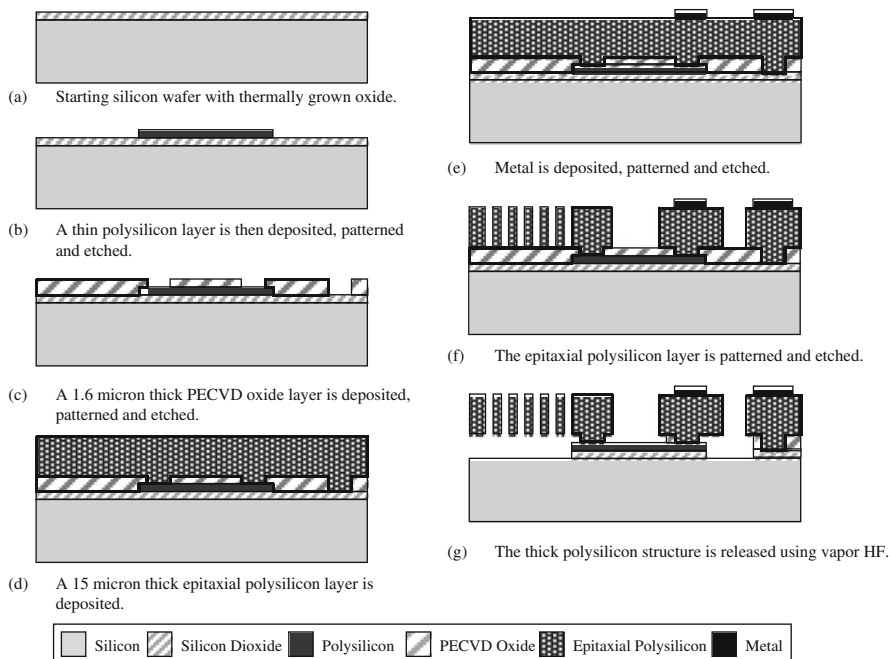 (a) Starting silicon wafer with thermally grown oxide.
(b) A thin polysilicon layer is then deposited, patterned
and etched.
(c) A 1.6 micron thick PECVD oxide layer is deposited,
patterned and etched.
(d) A 15 micron thick epitaxial polysilicon layer is
deposited.
(e) Metal is deposited, patterned and etched.
(f) The epitaxial polysilicon layer is patterned and etched.
(g) The thick polysilicon structure is released using vapor HF.
Silicon Silicon Dioxide Polysilicon PECVD Oxide Epitaxial Polysilicon Metal